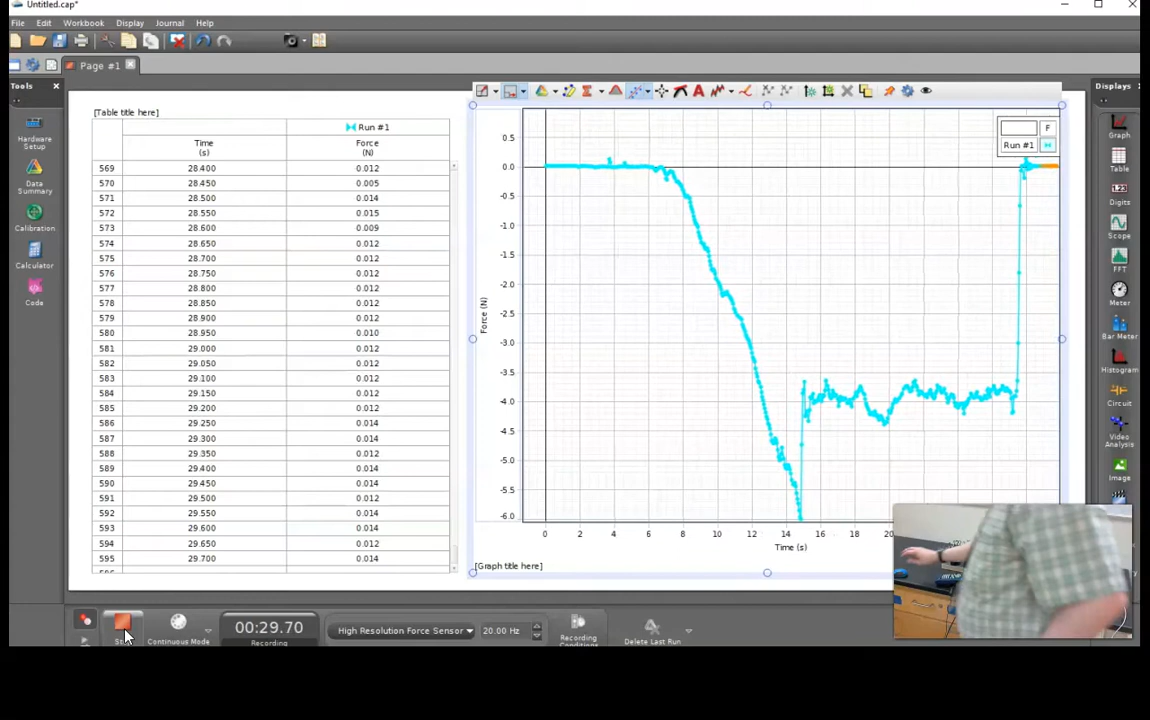 Untitled.cap*
File Edit Workbook Display Journal Help
Page #1
Tools
Displays
Hardware Setup
Data Summary
Calibration
Calculator
Code
[Table title here]
Run #1
Time (s) Force (N)
569 28.400 0.012
570 28.450 0.005
571 28.500 0.014
572 28.550 0.015
573 28.600 0.009
574 28.650 0.012
575 28.700 0.012
576 28.750 0.012
577 28.800 0.012
578 28.850 0.012
579 28.900 0.012
580 28.950 0.010
581 29.000 0.012
582 29.050 0.012
583 29.100 0.012
584 29.150 0.012
585 29.200 0.012
586 29.250 0.014
587 29.300 0.014
588 29.350 0.012
589 29.400 0.014
590 29.450 0.014
591 29.500 0.012
592 29.550 0.014
593 29.600 0.014
594 29.650 0.012
595 29.700 0.014
F
Run #1
0.5
0.0
-0.5
-1.0
-1.5
-2.0
-2.5
-3.0
-3.5
-4.0
-4.5
-5.0
-5.5
-6.0
Force (N)
0 2 4 6 8 10 12 14 16 18 20
Time (s)
[Graph title here]
Graph
Table
1.23
Digits
Scope
FFT
Meter
Bar Meter
Histogram
Circuit
Video Analysis
Image
Continuous Mode
00:29.70
Recording
High Resolution Force Sensor
20.00 Hz
Recording Conditions
Delete Last Run